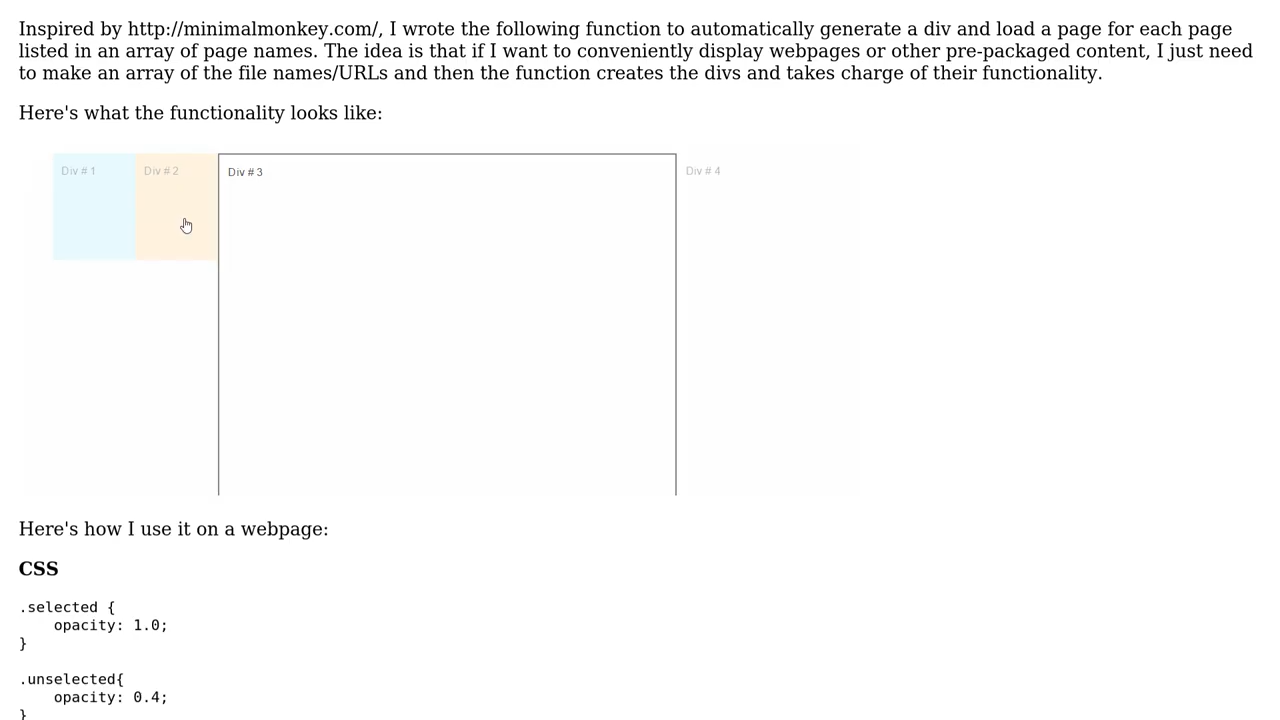 Inspired by http://minimalmonkey.com/, I wrote the following function to automatically generate a div and load a page for each page
listed in an array of page names. The idea is that if I want to conveniently display webpages or other pre-packaged content, I just need
to make an array of the file names/URLs and then the function creates the divs and takes charge of their functionality.
Here's what the functionality looks like:
Div # 1 Div # 2 Div # 3 Div # 4
Here's how I use it on a webpage:
CSS
.selected {
    opacity: 1.0;
}
.unselected{
    opacity: 0.4;
}